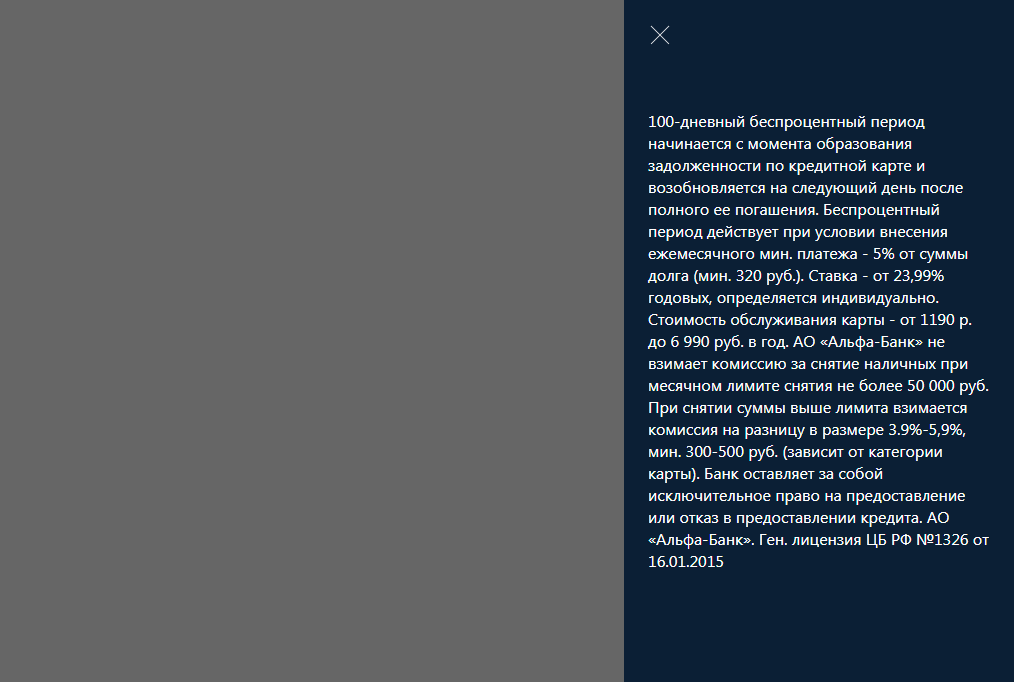 100-дневный беспроцентный период
начинается с момента образования
задолженности по кредитной карте и
возобновляется на следующий день после
полного ее погашения. Беспроцентный
период действует при условии внесения
ежемесячного мин. платежа - 5% от суммы
долга (мин. 320 руб.). Ставка - от 23,99%
годовых, определяется индивидуально.
Стоимость обслуживания карты - от 1190 р.
до 6 990 руб. в год. АО «Альфа-Банк» не
взимает комиссию за снятие наличных при
месячном лимите снятия не более 50 000 руб.
При снятии суммы выше лимита взимается
комиссия на разницу в размере 3.9%-5,9%,
мин. 300-500 руб. (зависит от категории
карты). Банк оставляет за собой
исключительное право на предоставление
или отказ в предоставлении кредита. АО
«Альфа-Банк». Ген. лицензия ЦБ РФ №1326 от
16.01.2015